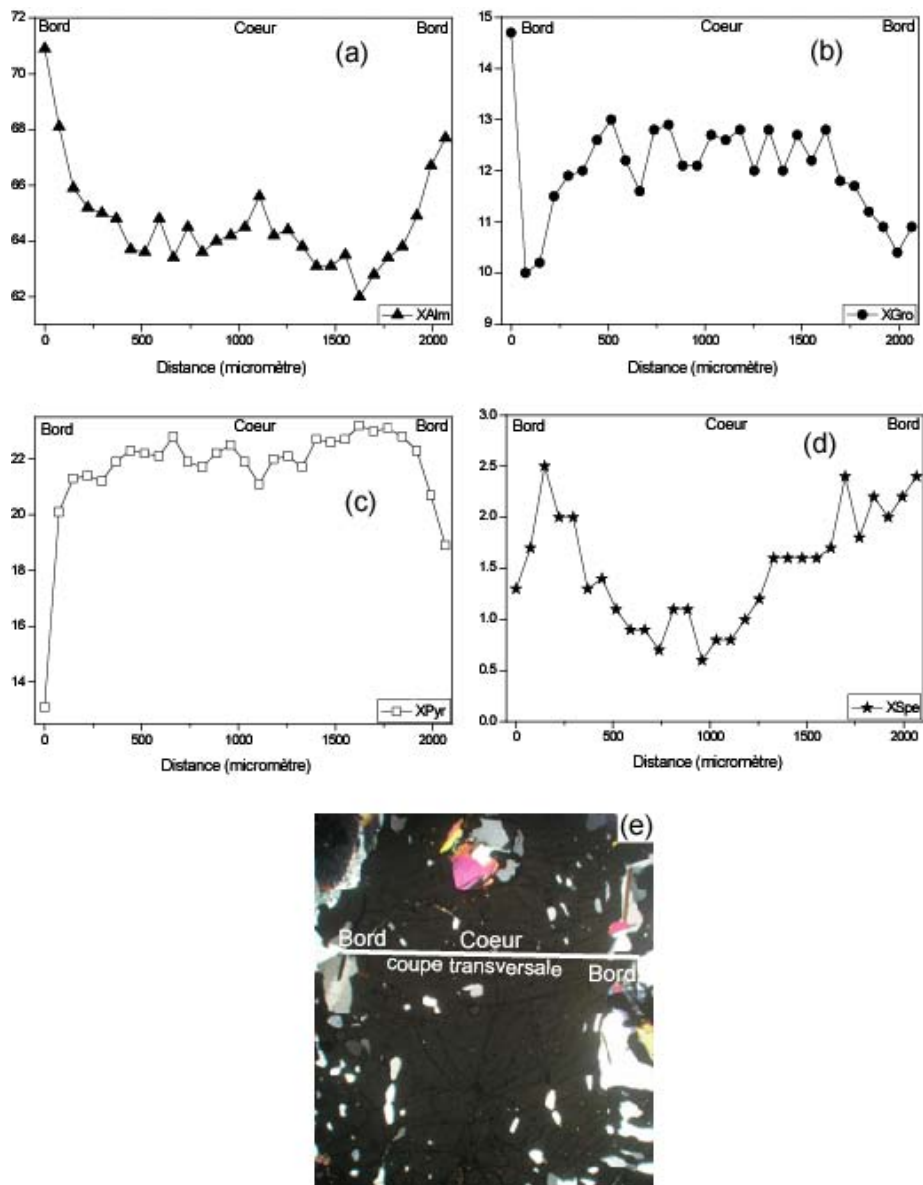 Bord Coeur Bord
(a)
72
70
68
66
64
62
0 500 1000 1500 2000
XAlm
Distance (micromètre)
Bord Coeur Bord
(b)
15
14
13
12
11
10
9
0 500 1000 1500 2000
XGro
Distance (micromètre)
Bord Coeur Bord
(c)
22
20
18
16
14
0 500 1000 1500 2000
XPyr
Distance (micromètre)
Bord Coeur Bord
(d)
3.0
2.5
2.0
1.5
1.0
0.5
0.0
0 500 1000 1500 2000
XSpe
Distance (micromètre)
(e)
Bord Coeur
coupe transversale Bord